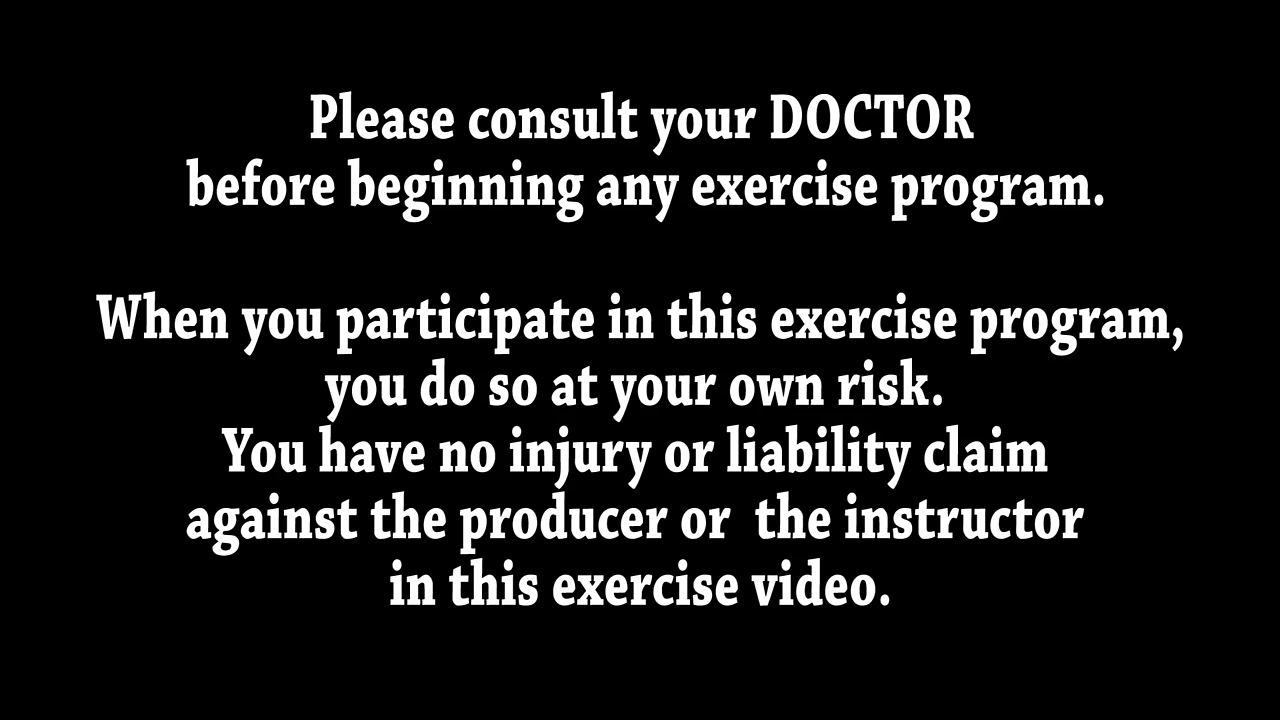 Please consult your DOCTOR
before beginning any exercise program.
When you participate in this exercise program,
you do so at your own risk.
You have no injury or liability claim
against the producer or  the instructor
in this exercise video.